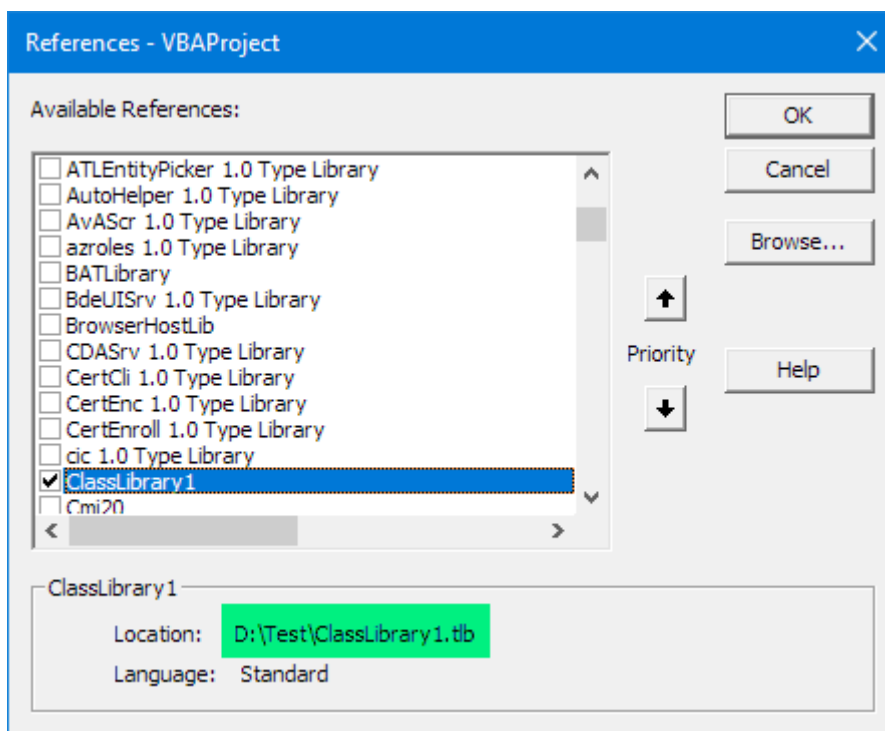 References - VBAProject
Available References:
OK
Cancel
Browse...
Help
ATLEntityPicker 1.0 Type Library
AutoHelper 1.0 Type Library
AvAScr 1.0 Type Library
azroles 1.0 Type Library
BATLibrary
BdeUISrv 1.0 Type Library
BrowserHostLib
CDASrv 1.0 Type Library
CertCli 1.0 Type Library
CertEnc 1.0 Type Library
CertEnroll 1.0 Type Library
cic 1.0 Type Library
ClassLibrary1
Cmi20
Priority
ClassLibrary1
Location: D:\Test\ClassLibrary1.tlb
Language: Standard